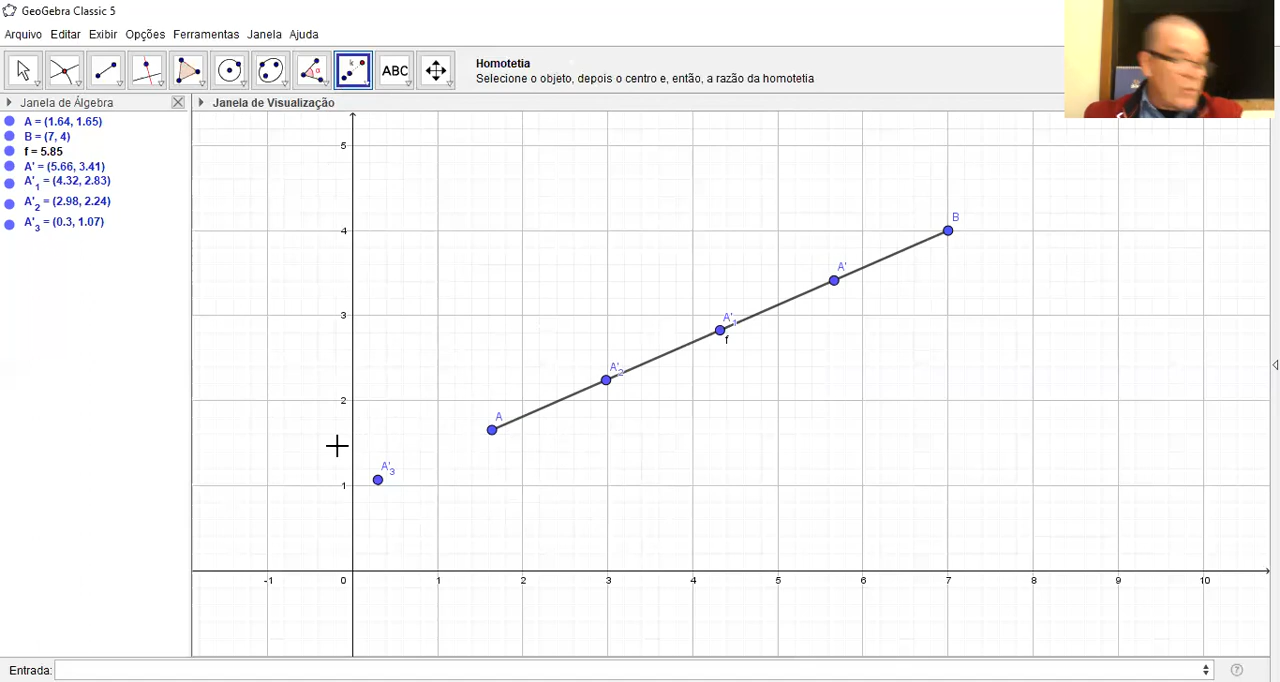 GeoGebra Classic 5
Arquivo Editar Exibir Opções Ferramentas Janela Ajuda
ABC
Homotetia
Selecione o objeto, depois o centro e, então, a razão da homotetia
Janela de Álgebra
Janela de Visualização
A = (1.64, 1.65)
B = (7, 4)
f = 5.85
A' = (5.66, 3.41)
A'1 = (4.32, 2.83)
A'2 = (2.98, 2.24)
A'3 = (0.3, 1.07)
5
4
3
2
1
B
A'
A'1
f
A'2
A
A'3
-1 0 1 2 3 4 5 6 7 8 9 10
Entrada: